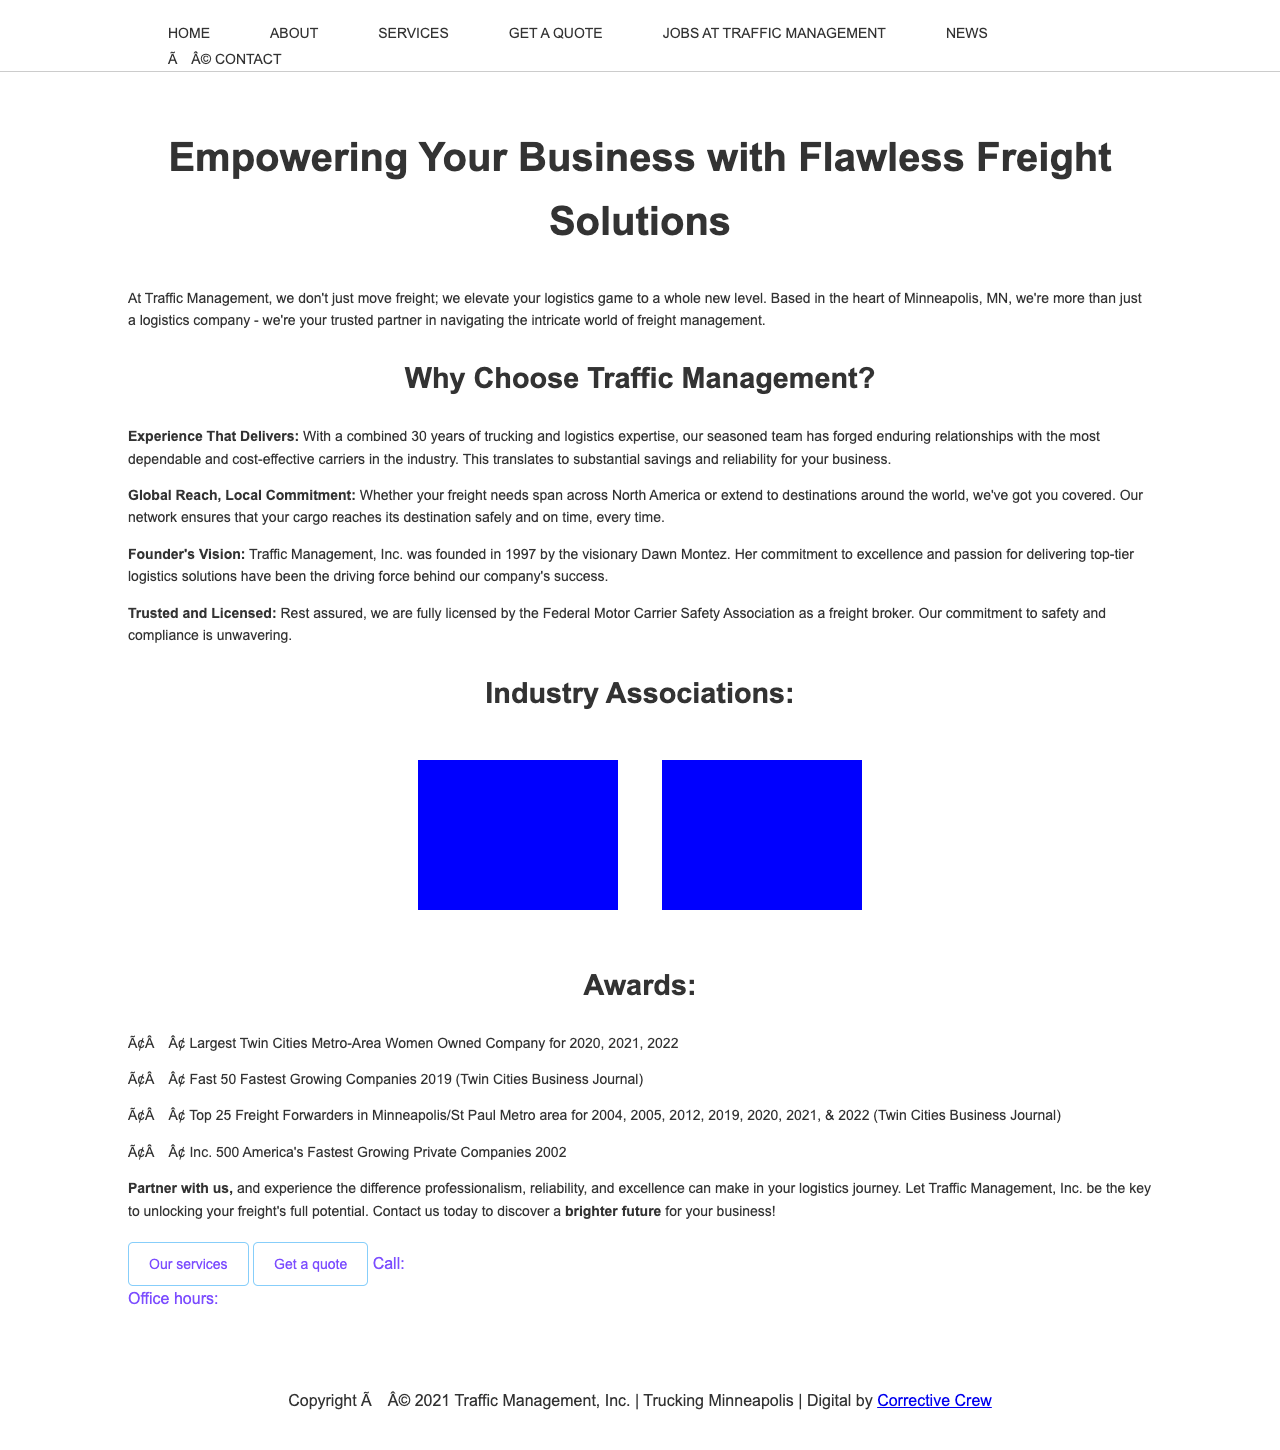 HOME ABOUT SERVICES GET A QUOTE JOBS AT TRAFFIC MANAGEMENT NEWS
Ã Â© CONTACT
Empowering Your Business with Flawless Freight
Solutions
At Traffic Management, we don't just move freight; we elevate your logistics game to a whole new level. Based in the heart of Minneapolis, MN, we're more than just
a logistics company - we're your trusted partner in navigating the intricate world of freight management.
Why Choose Traffic Management?
Experience That Delivers: With a combined 30 years of trucking and logistics expertise, our seasoned team has forged enduring relationships with the most
dependable and cost-effective carriers in the industry. This translates to substantial savings and reliability for your business.
Global Reach, Local Commitment: Whether your freight needs span across North America or extend to destinations around the world, we've got you covered. Our
network ensures that your cargo reaches its destination safely and on time, every time.
Founder's Vision: Traffic Management, Inc. was founded in 1997 by the visionary Dawn Montez. Her commitment to excellence and passion for delivering top-tier
logistics solutions have been the driving force behind our company's success.
Trusted and Licensed: Rest assured, we are fully licensed by the Federal Motor Carrier Safety Association as a freight broker. Our commitment to safety and
compliance is unwavering.
Industry Associations:
Awards:
Ã¢Â Â¢ Largest Twin Cities Metro-Area Women Owned Company for 2020, 2021, 2022
Ã¢Â Â¢ Fast 50 Fastest Growing Companies 2019 (Twin Cities Business Journal)
Ã¢Â Â¢ Top 25 Freight Forwarders in Minneapolis/St Paul Metro area for 2004, 2005, 2012, 2019, 2020, 2021, & 2022 (Twin Cities Business Journal)
Ã¢Â Â¢ Inc. 500 America's Fastest Growing Private Companies 2002
Partner with us, and experience the difference professionalism, reliability, and excellence can make in your logistics journey. Let Traffic Management, Inc. be the key
to unlocking your freight's full potential. Contact us today to discover a brighter future for your business!
Our services Get a quote Call:
Office hours:
Copyright Ã Â© 2021 Traffic Management, Inc. | Trucking Minneapolis | Digital by Corrective Crew